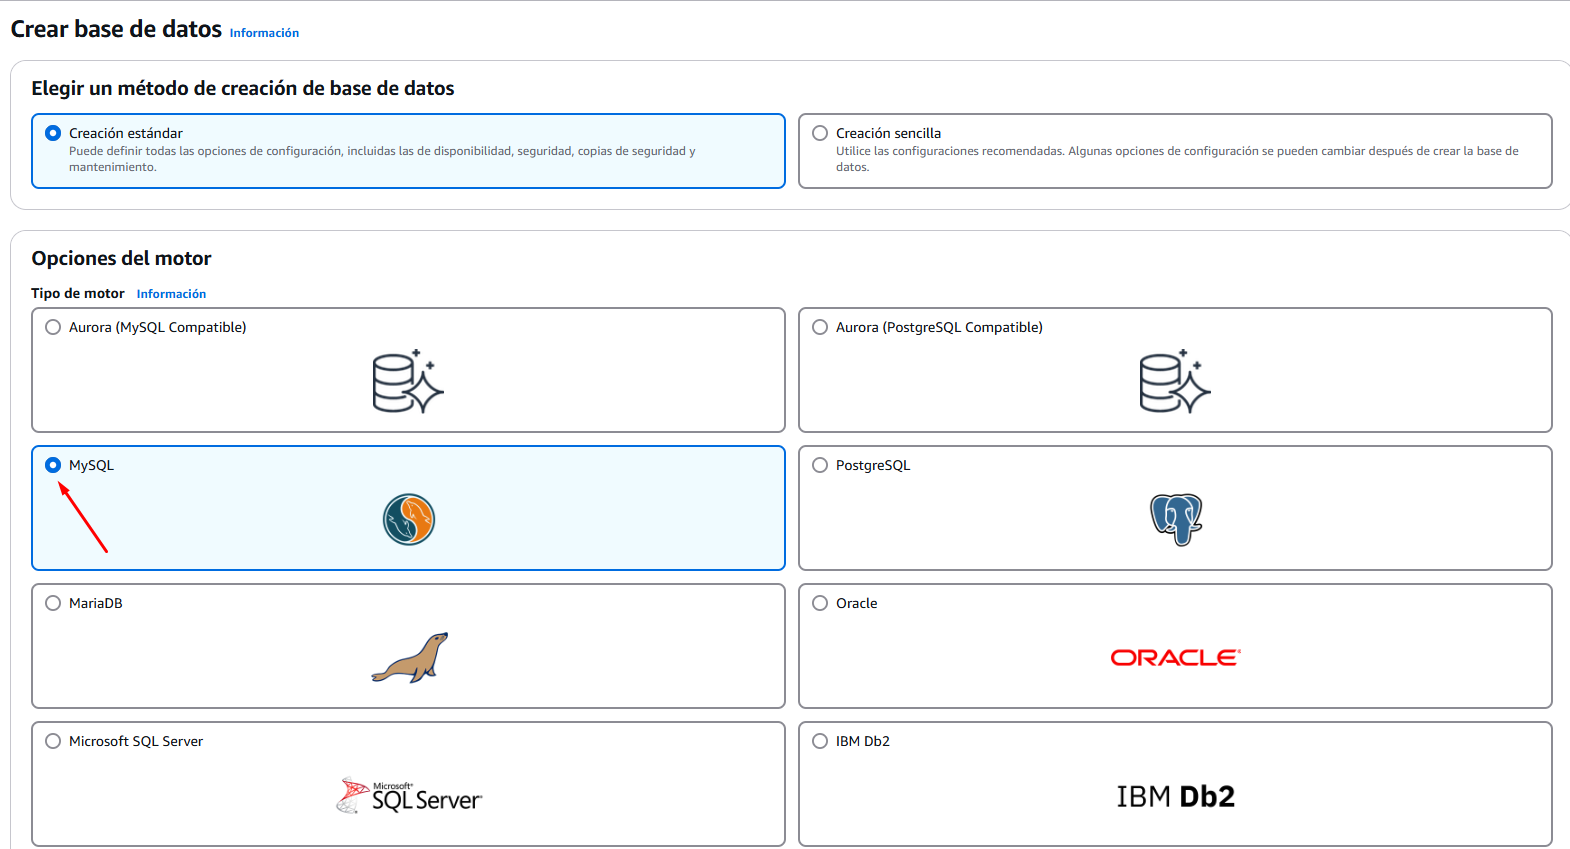 Crear base de datos Información
Elegir un método de creación de base de datos
Creación estándar
Puede definir todas las opciones de configuración, incluidas las de disponibilidad, seguridad, copias de seguridad y
mantenimiento.
Creación sencilla
Utilice las configuraciones recomendadas. Algunas opciones de configuración se pueden cambiar después de crear la base de
datos.
Opciones del motor
Tipo de motor Información
Aurora (MySQL Compatible)
Aurora (PostgreSQL Compatible)
MySQL
PostgreSQL
MariaDB
Oracle
ORACLE®
Microsoft SQL Server
Microsoft®
SQL Server®
IBM Db2
IBM Db2